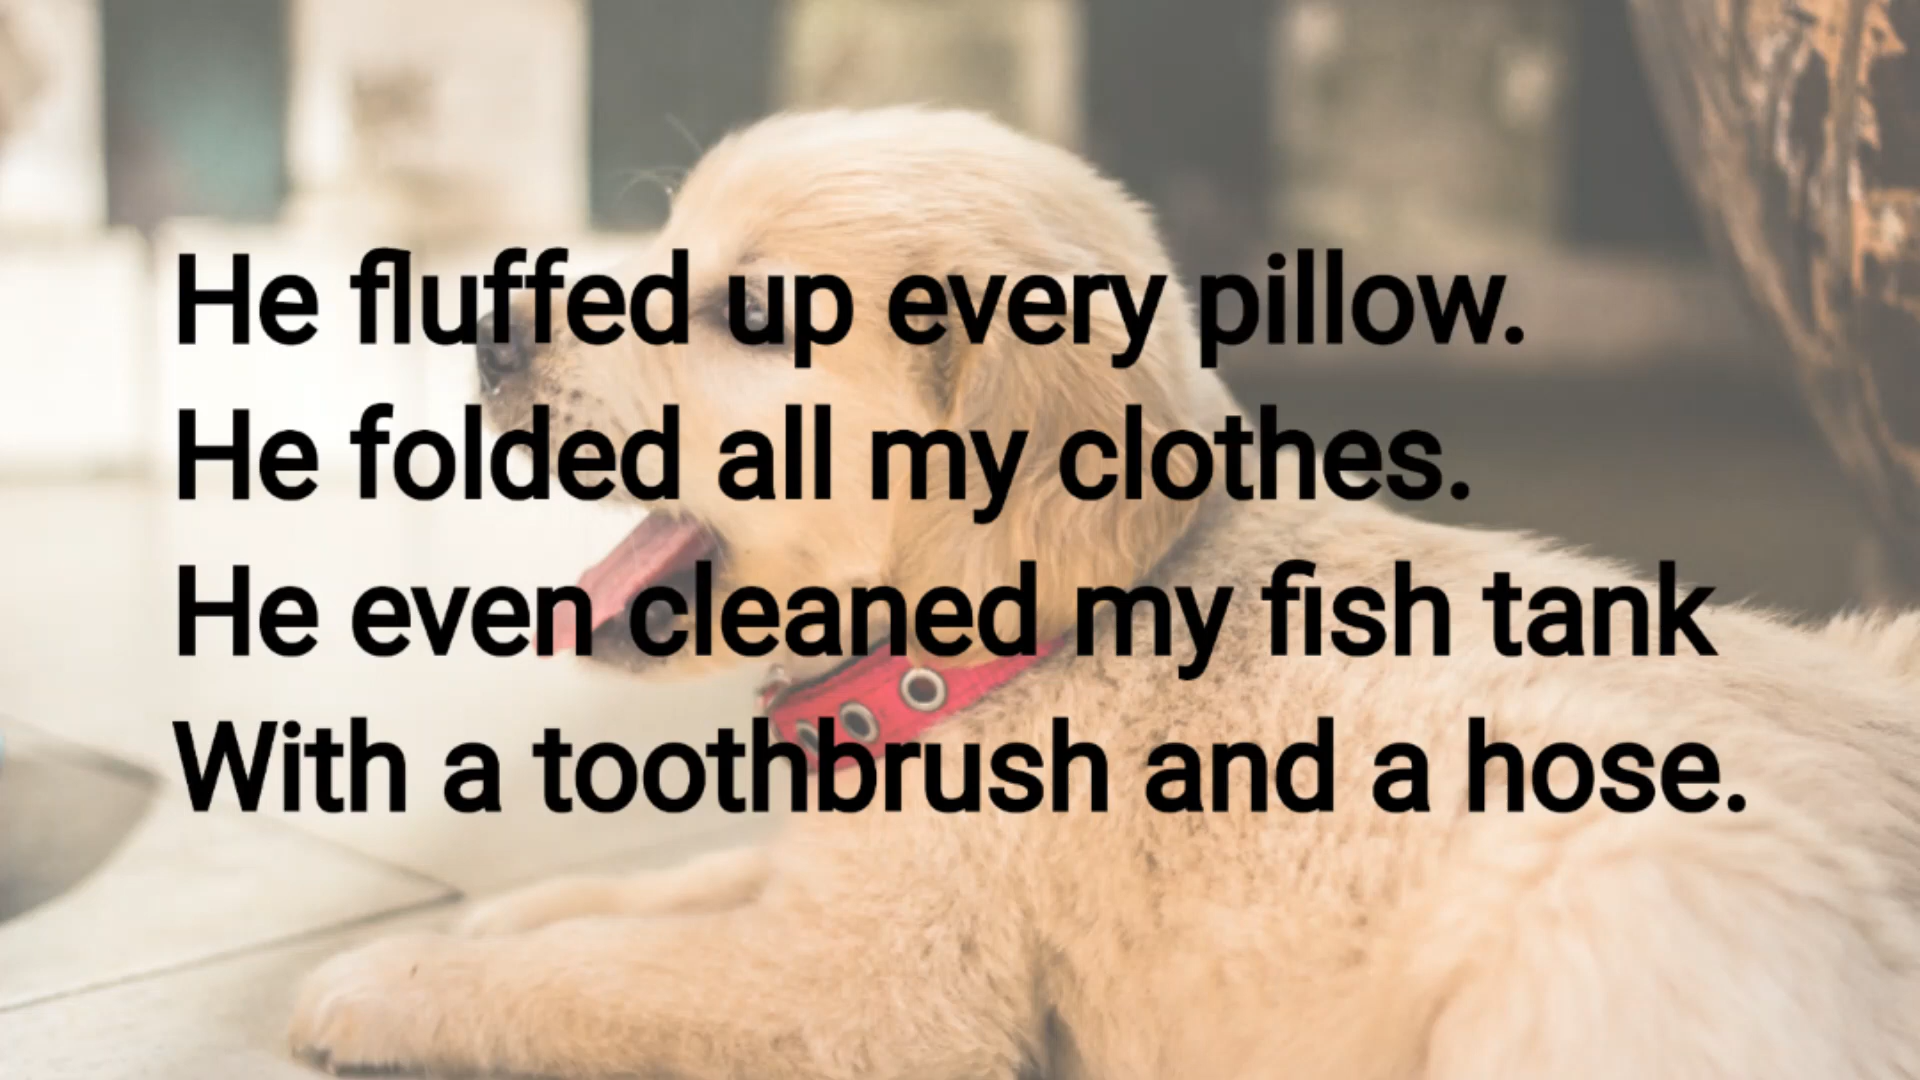 He fluffed up every pillow.
He folded all my clothes.
He even cleaned my fish tank
With a toothbrush and a hose.